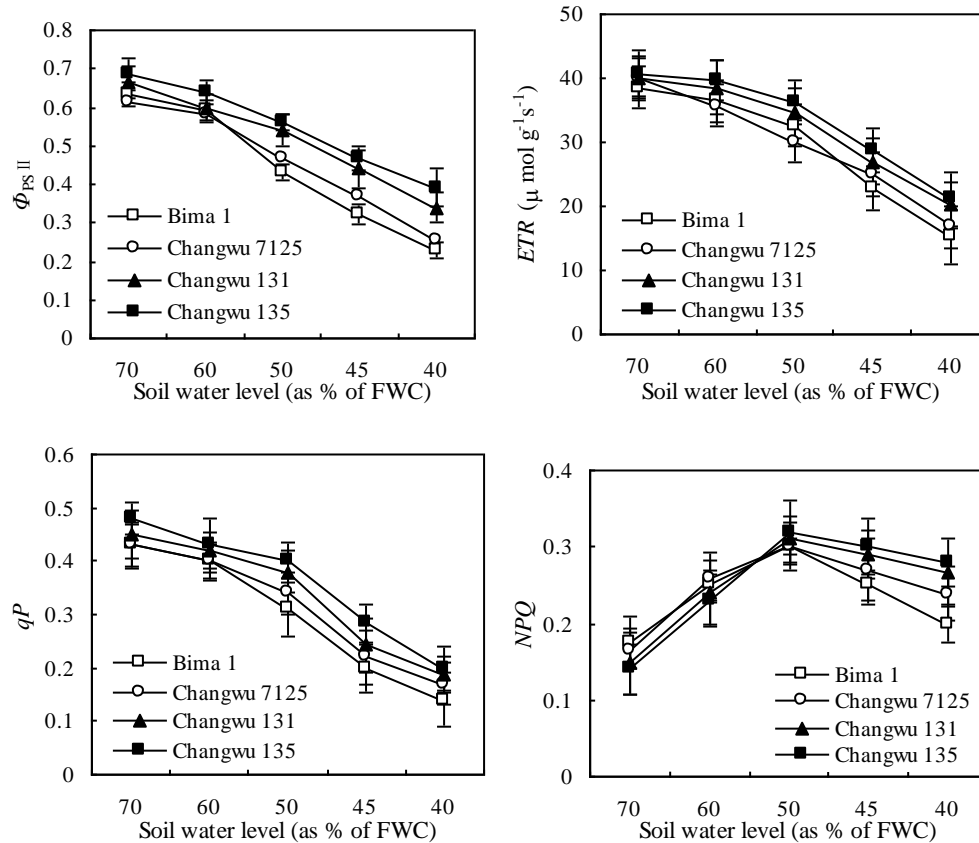 0.8
0.7
0.6
0.5
0.4
0.3
0.2
0.1
0
ΦPS II
Bima 1
Changwu 7125
Changwu 131
Changwu 135
70 60 50 45 40
Soil water level (as % of FWC)
50
40
30
20
10
0
ETR (μ mol g-1s-1)
Bima 1
Changwu 7125
Changwu 131
Changwu 135
70 60 50 45 40
Soil water level (as % of FWC)
0.6
0.5
0.4
0.3
0.2
0.1
0
qP
Bima 1
Changwu 7125
Changwu 131
Changwu 135
70 60 50 45 40
Soil water level (as % of FWC)
0.4
0.3
0.2
0.1
0
NPQ
Bima 1
Changwu 7125
Changwu 131
Changwu 135
70 60 50 45 40
Soil water level (as % of FWC)